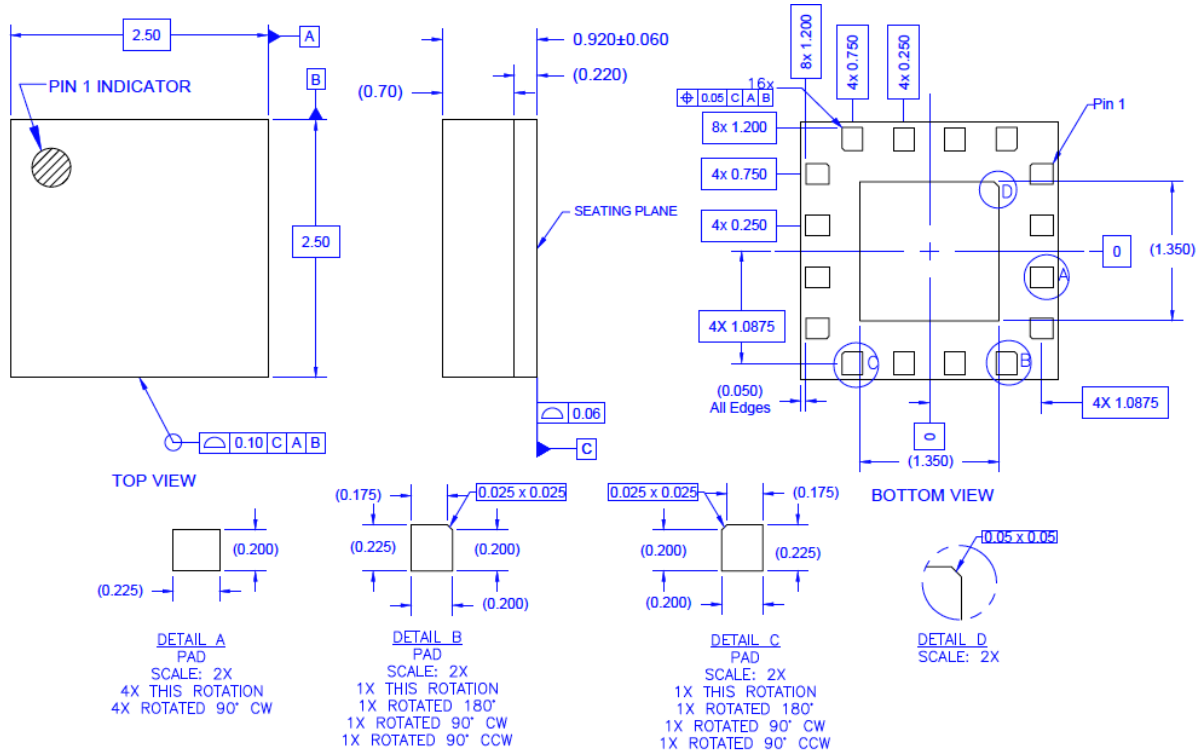 2.50
A
B
PIN 1 INDICATOR
2.50
⌓ 0.10 C A B
TOP VIEW
0.920±0.060
(0.220)
(0.70)
SEATING PLANE
⌓ 0.06
C
8x 1.200
4x 0.750
4x 0.250
16x
⌖ 0.05 C A B
8x 1.200
4x 0.750
4x 0.250
4X 1.0875
Pin 1
D
A
B
C
0
(1.350)
(0.050)
All Edges
4X 1.0875
0
(1.350)
BOTTOM VIEW
(0.200)
(0.225)
DETAIL A
PAD
SCALE: 2X
4X THIS ROTATION
4X ROTATED 90° CW
(0.175)
0.025 x 0.025
(0.225)
(0.200)
(0.200)
DETAIL B
PAD
SCALE: 2X
1X THIS ROTATION
1X ROTATED 180°
1X ROTATED 90° CW
1X ROTATED 90° CCW
0.025 x 0.025
(0.175)
(0.200)
(0.225)
(0.200)
DETAIL C
PAD
SCALE: 2X
1X THIS ROTATION
1X ROTATED 180°
1X ROTATED 90° CW
1X ROTATED 90° CCW
0.05 x 0.05
DETAIL D
SCALE: 2X